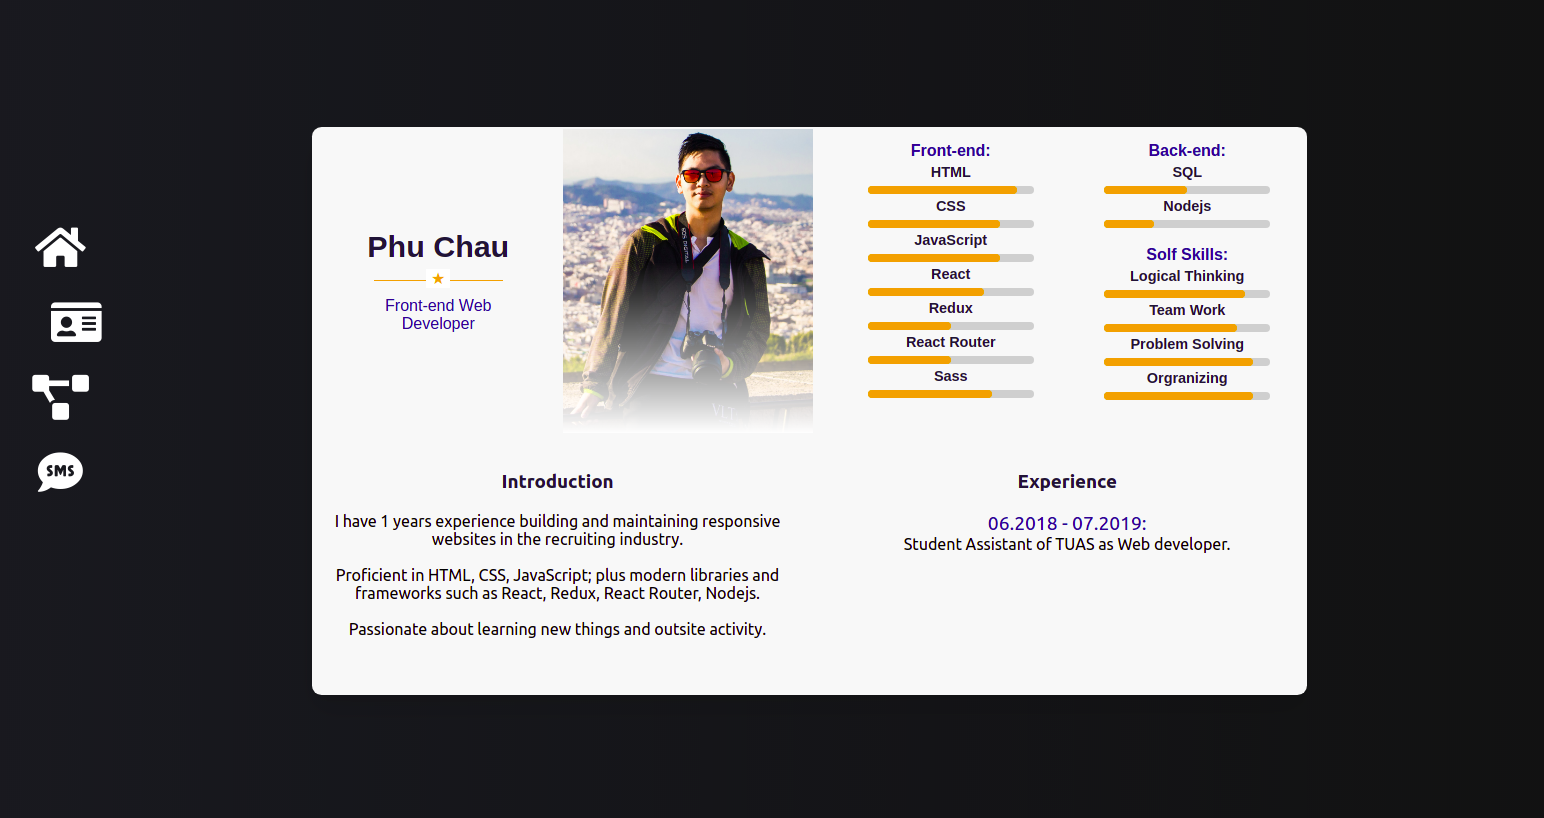 Phu Chau
Front-end Web
Developer
Front-end:
HTML
CSS
JavaScript
React
Redux
React Router
Sass
Back-end:
SQL
Nodejs
Solf Skills:
Logical Thinking
Team Work
Problem Solving
Orgranizing
SMS
Introduction
I have 1 years experience building and maintaining responsive
websites in the recruiting industry.
Proficient in HTML, CSS, JavaScript; plus modern libraries and
frameworks such as React, Redux, React Router, Nodejs.
Passionate about learning new things and outsite activity.
Experience
06.2018 - 07.2019:
Student Assistant of TUAS as Web developer.